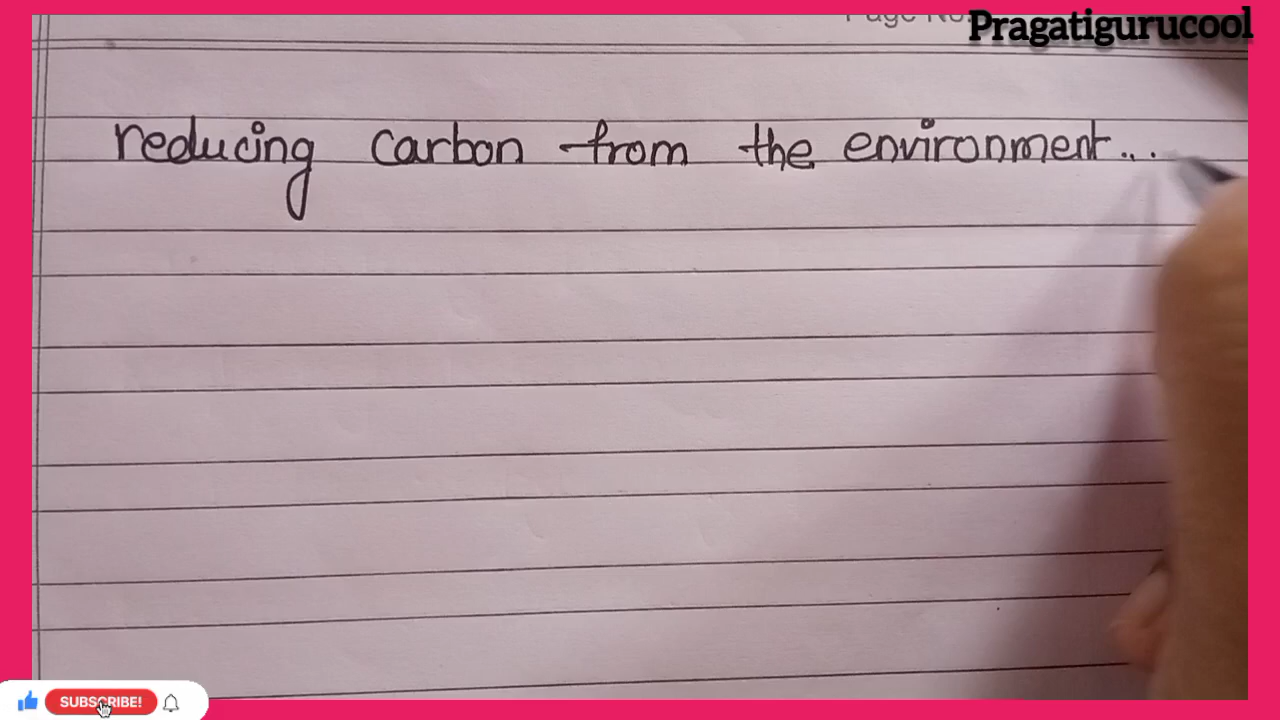 Pragatigurucool
reducing carbon from the environment...
SUBSCRIBE!